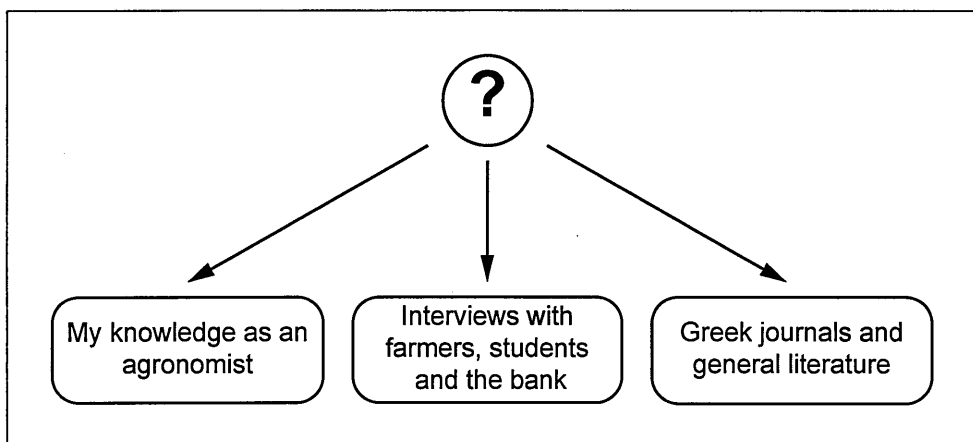 ?
My knowledge as an
agronomist
Interviews with
farmers, students
and the bank
Greek journals and
general literature